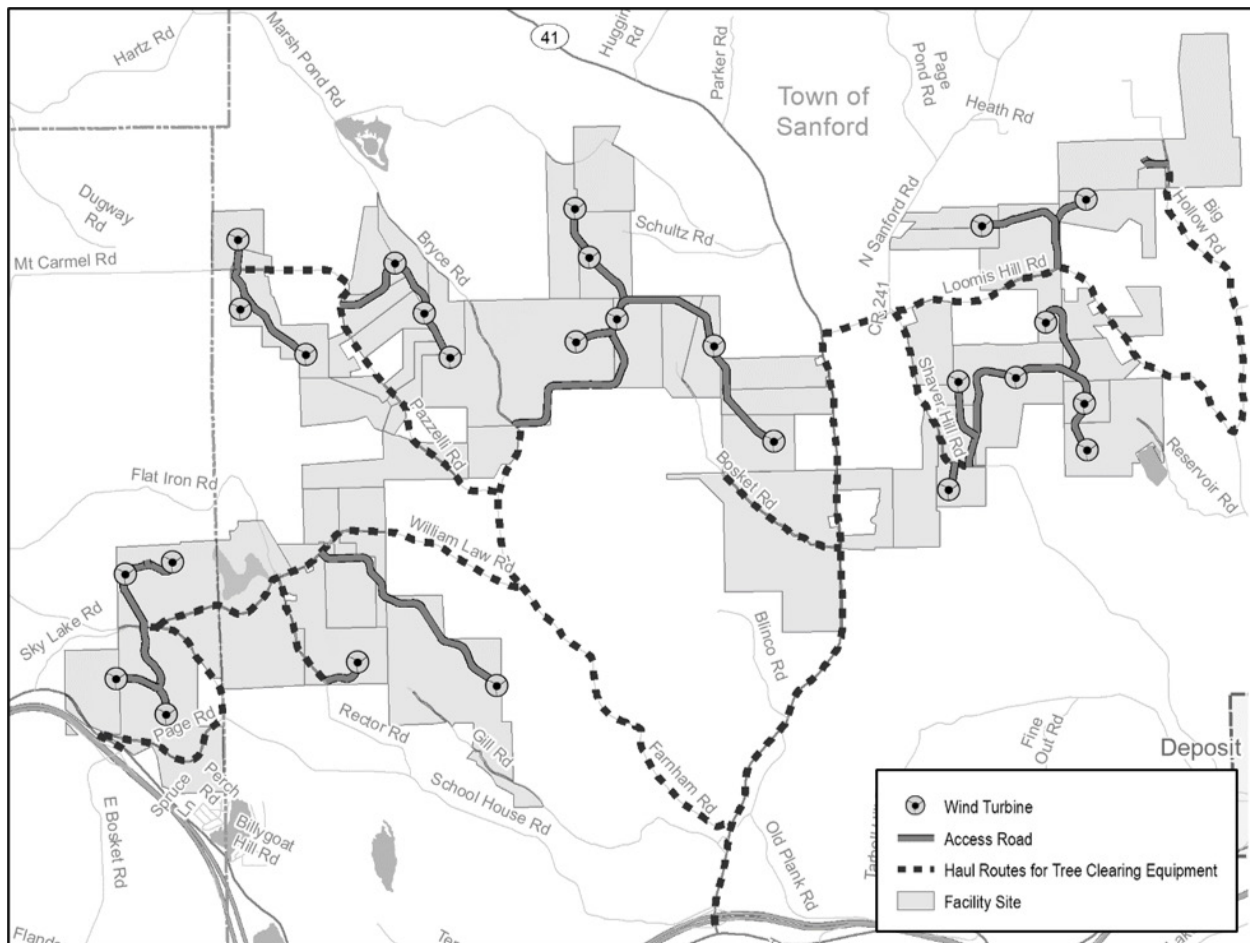 Hartz Rd
Marsh Pond Rd
41
Huggin
Rd
Parker Rd
Page
Pond Rd
Heath Rd
Town of
Sanford
Dugway
Rd
Mt Carmel Rd
Bryce Rd
Schultz Rd
N Sanford Rd
CR 241
Loomis Hill Rd
Big
Hollow Rd
Shaver Hill Rd
Reservoir Rd
Pazzelli Rd
Bosket Rd
Flat Iron Rd
William Law Rd
Sky Lake Rd
Blinco Rd
Page Rd
Rector Rd
Gill Rd
Farnham Rd
School House Rd
Old Plank Rd
Fine
Out Rd
Deposit
E Bosket Rd
Spruce
Ln
Perch
Rd
Billygoat
Hill Rd
Wind Turbine
Access Road
Haul Routes for Tree Clearing Equipment
Facility Site